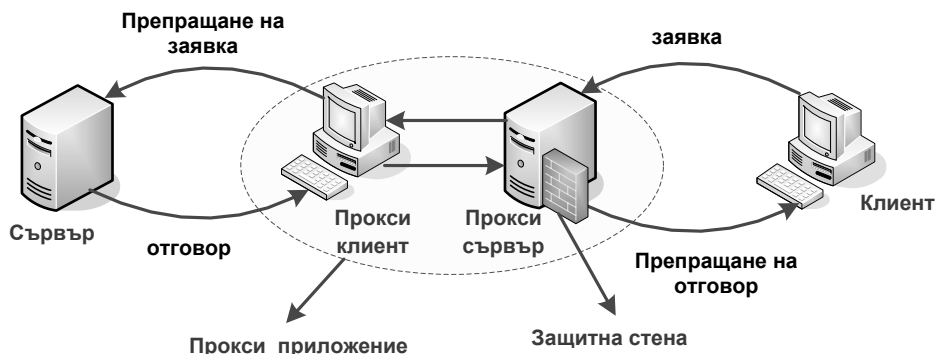 Препращане на
заявка
заявка
Сървър
отговор
Прокси
клиент
Прокси
сървър
Клиент
Препращане на
отговор
Прокси приложение
Защитна стена